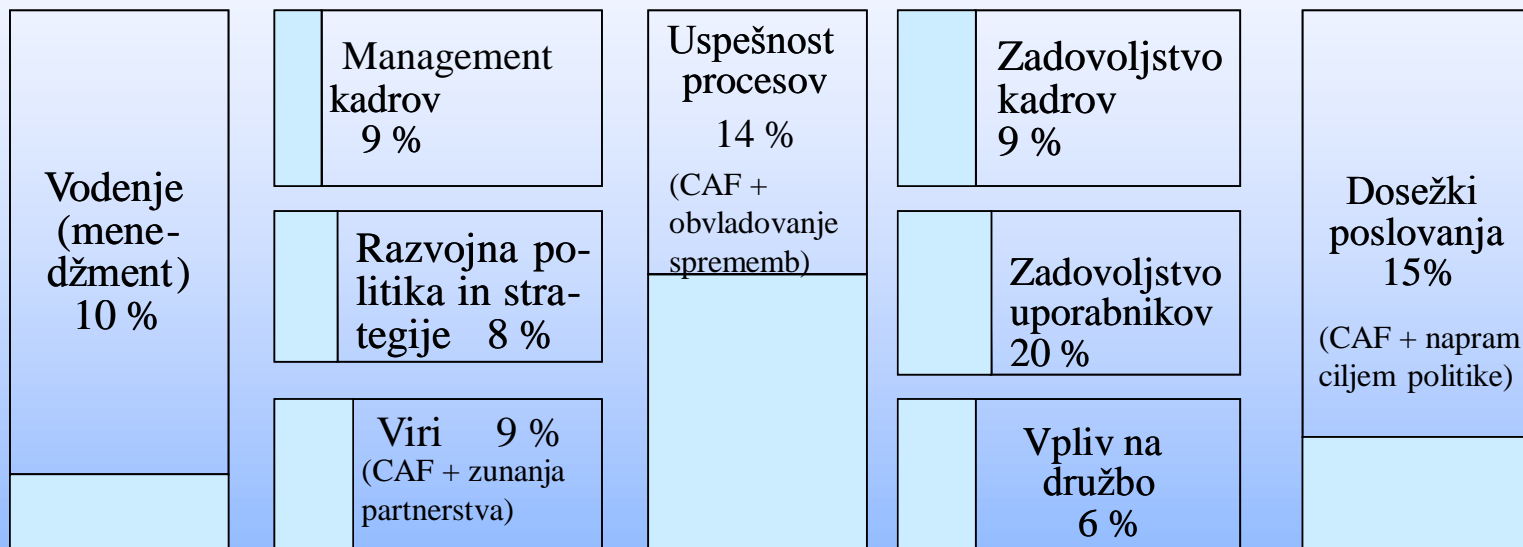 Vodenje
(mene-
džment)
10 %
Management
kadrov
9 %
Razvojna po-
litika in stra-
tegije 8 %
Viri 9 %
(CAF + zunanja
partnerstva)
Uspešnost
procesov
14 %
(CAF +
obvladovanje
sprememb)
Zadovoljstvo
kadrov
9 %
Zadovoljstvo
uporabnikov
20 %
Vpliv na
družbo
6 %
Dosežki
poslovanja
15%
(CAF + napram
ciljem politike)